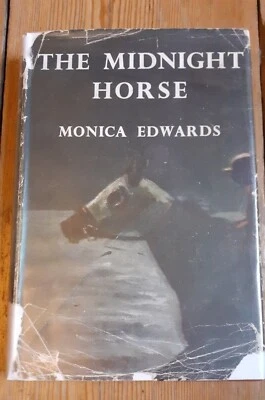 THE MIDNIGHT
HORSE
MONICA EDWARDS